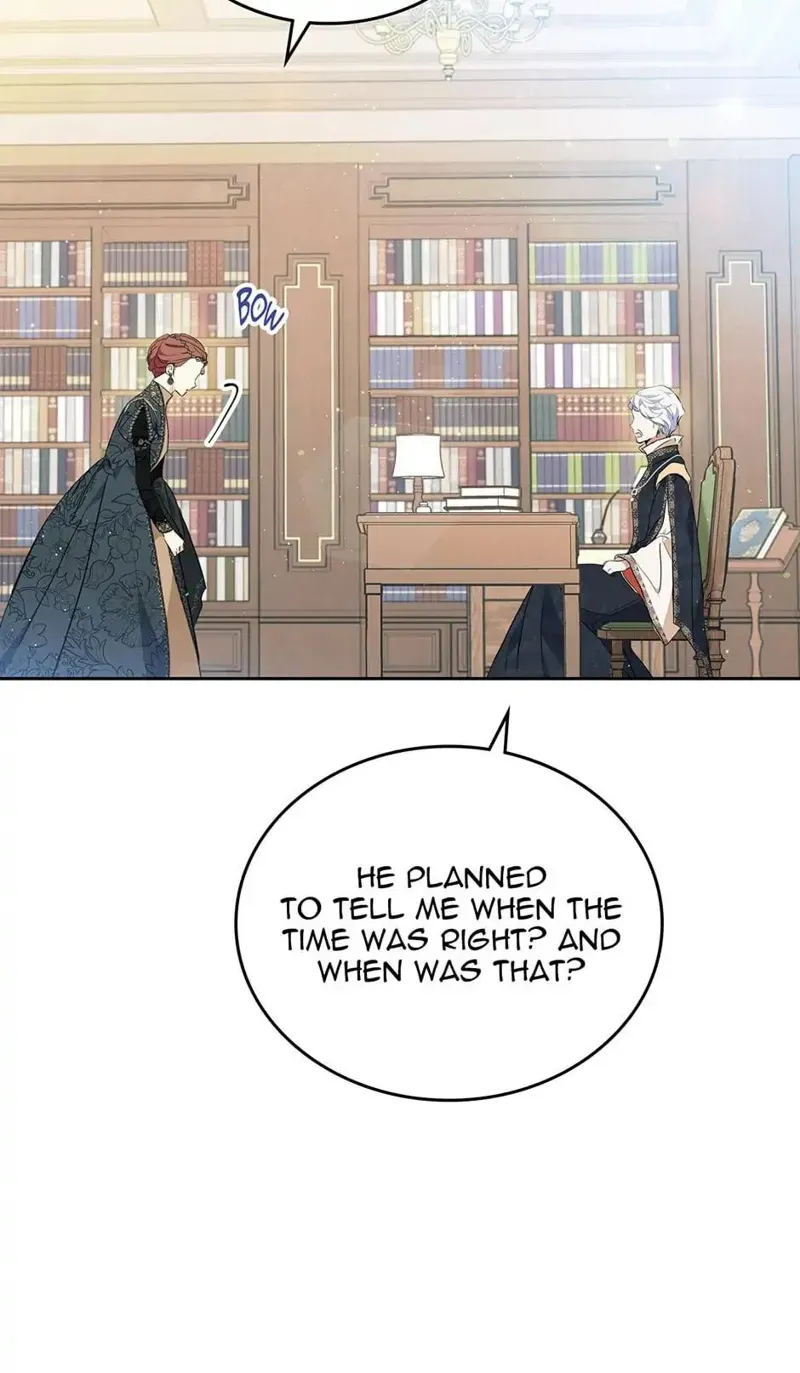 BOW
HE PLANNED
TO TELL ME WHEN THE
TIME WAS RIGHT? AND
WHEN WAS THAT?